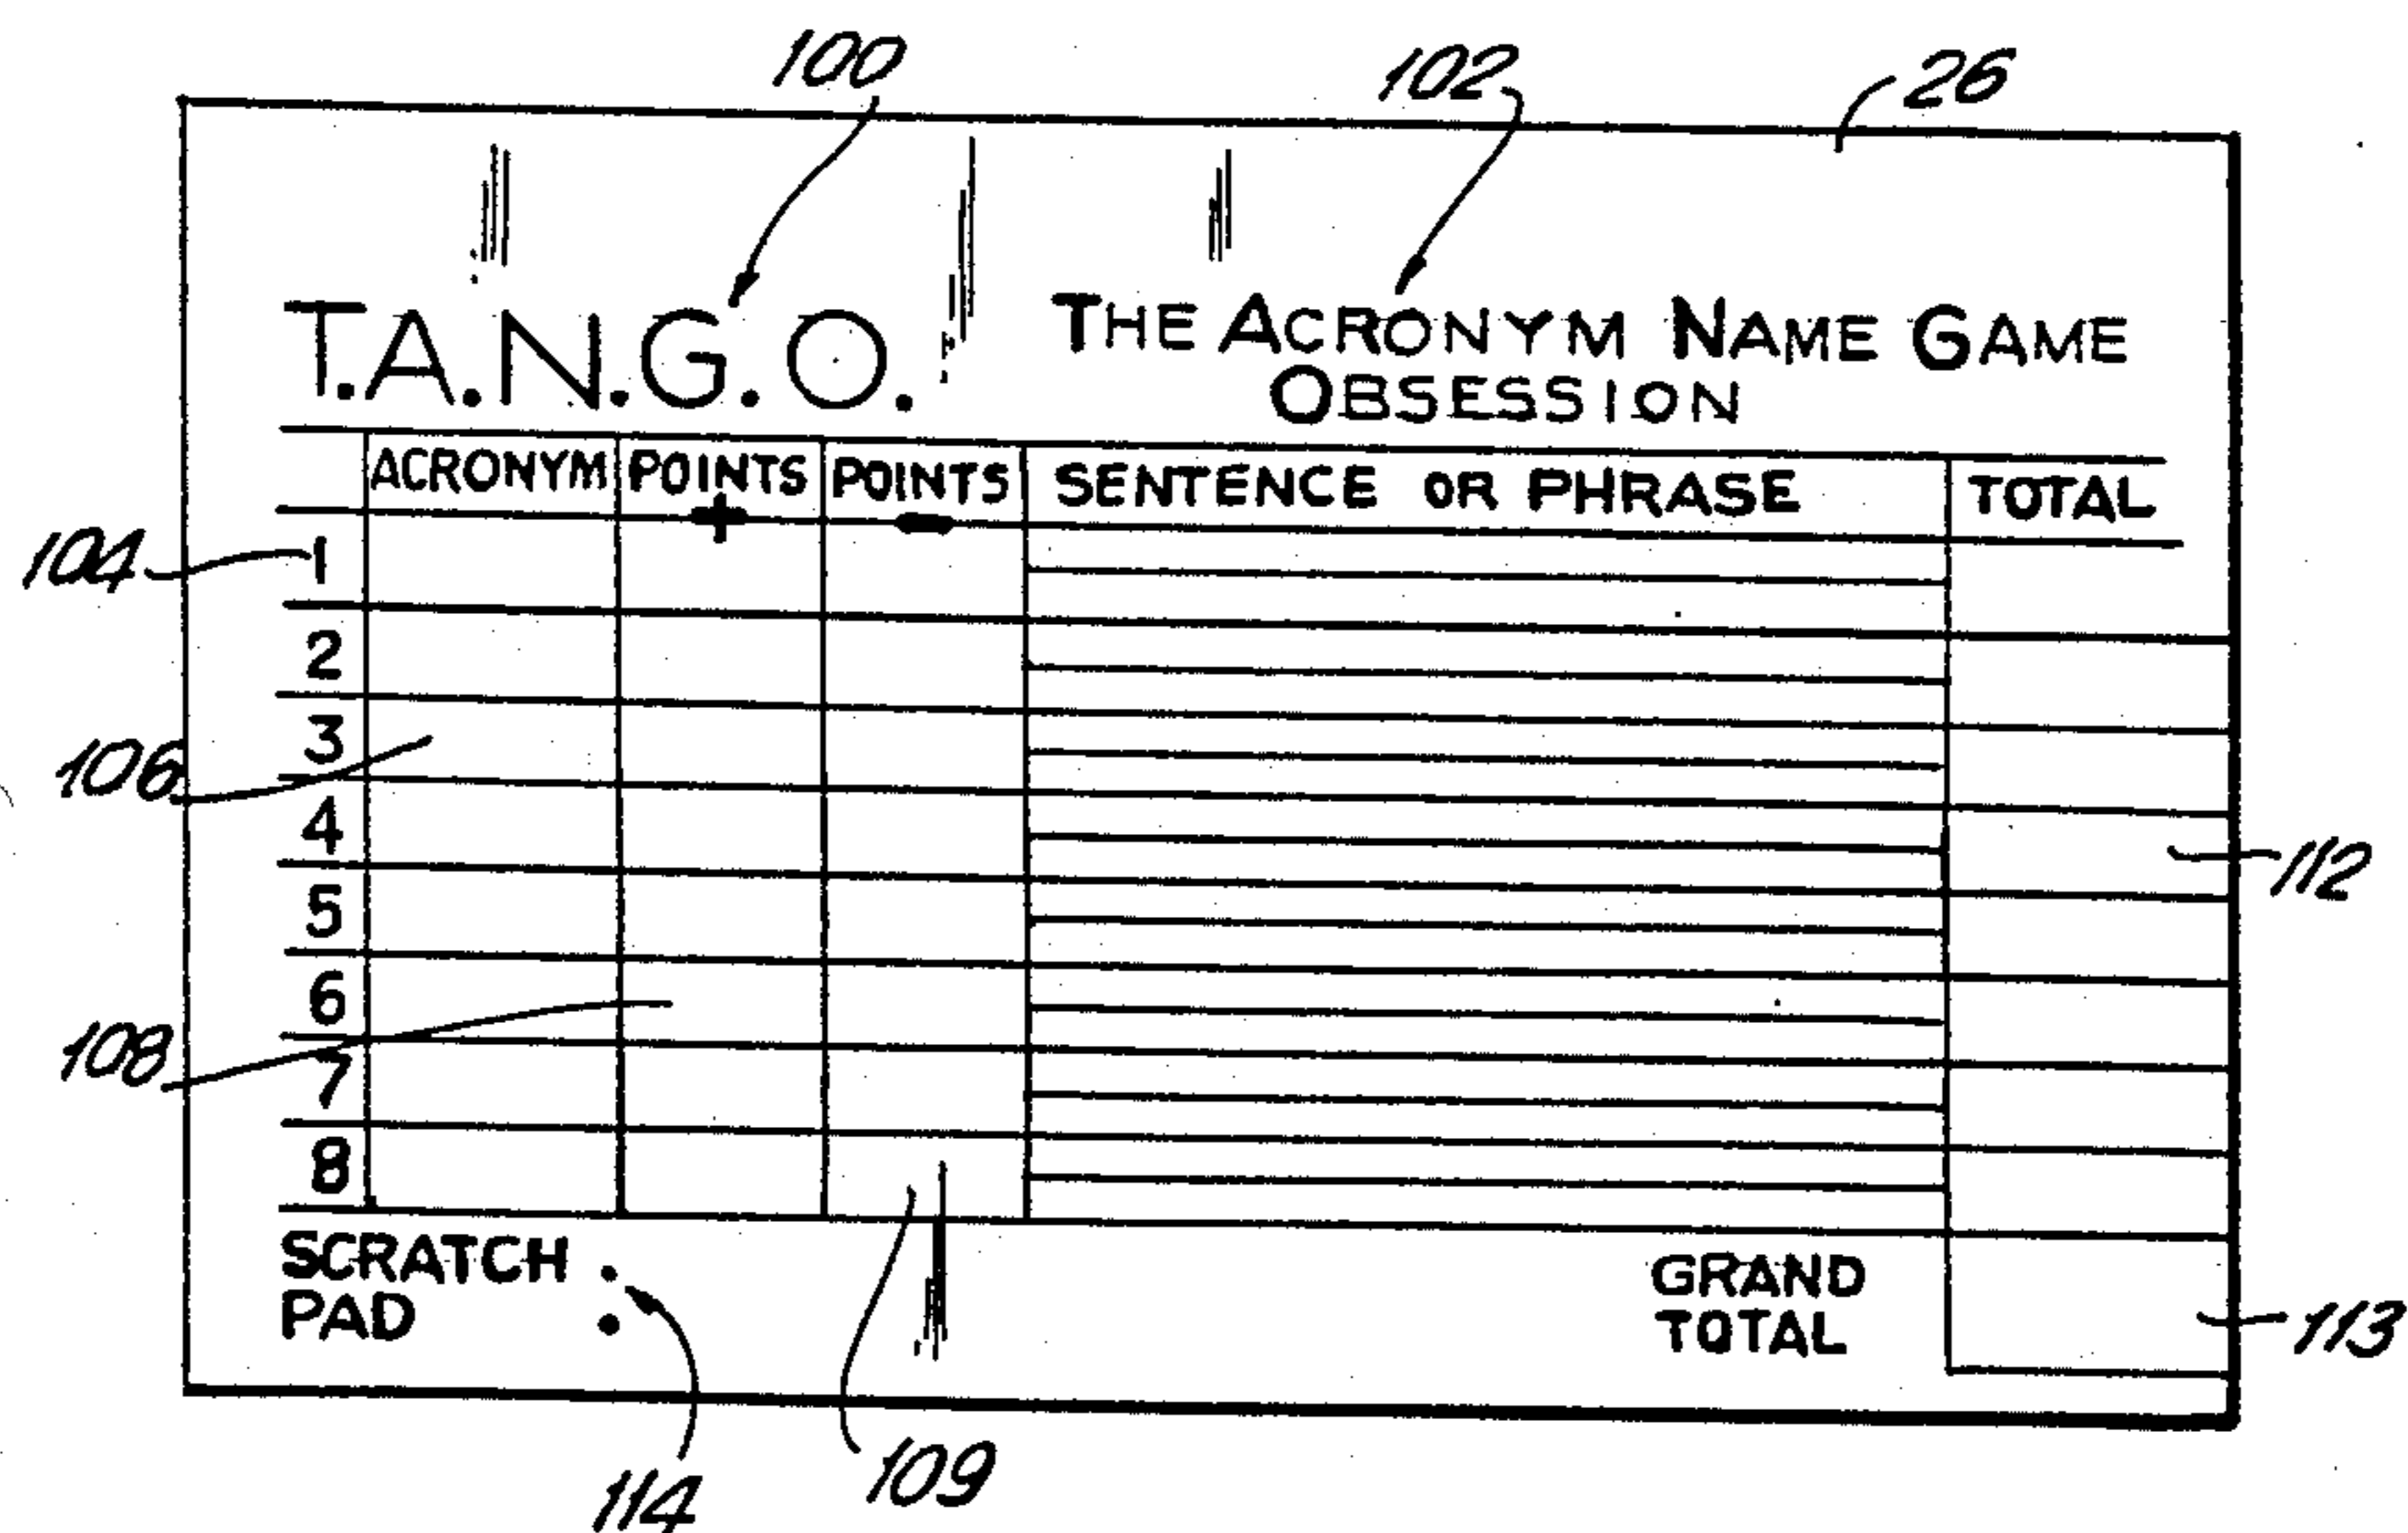 100 102 26
T.A.N.G.O. THE ACRONYM NAME GAME
OBSESSION
ACRONYM POINTS + POINTS - SENTENCE OR PHRASE TOTAL
104 1
2
106 3
4 112
5
6
108 7
8
SCRATCH PAD : GRAND TOTAL 113
114 109